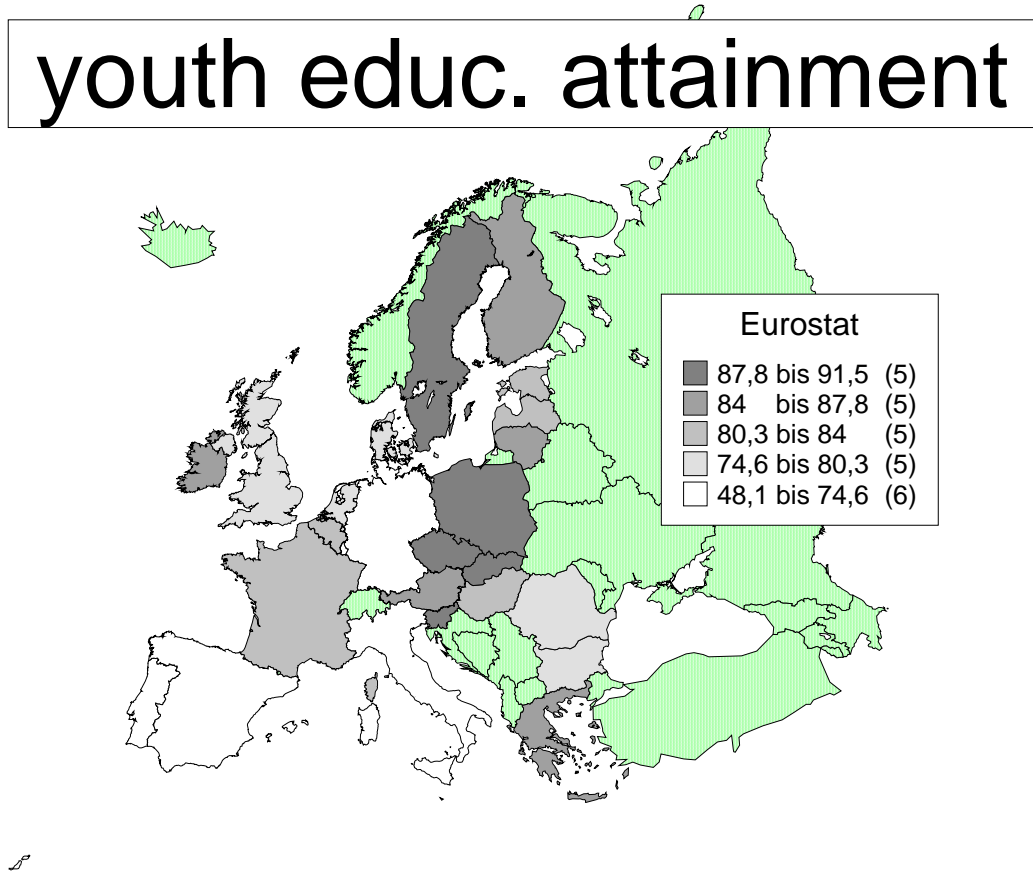 youth educ. attainment
Eurostat
87,8 bis 91,5 (5)
84 bis 87,8 (5)
80,3 bis 84 (5)
74,6 bis 80,3 (5)
48,1 bis 74,6 (6)